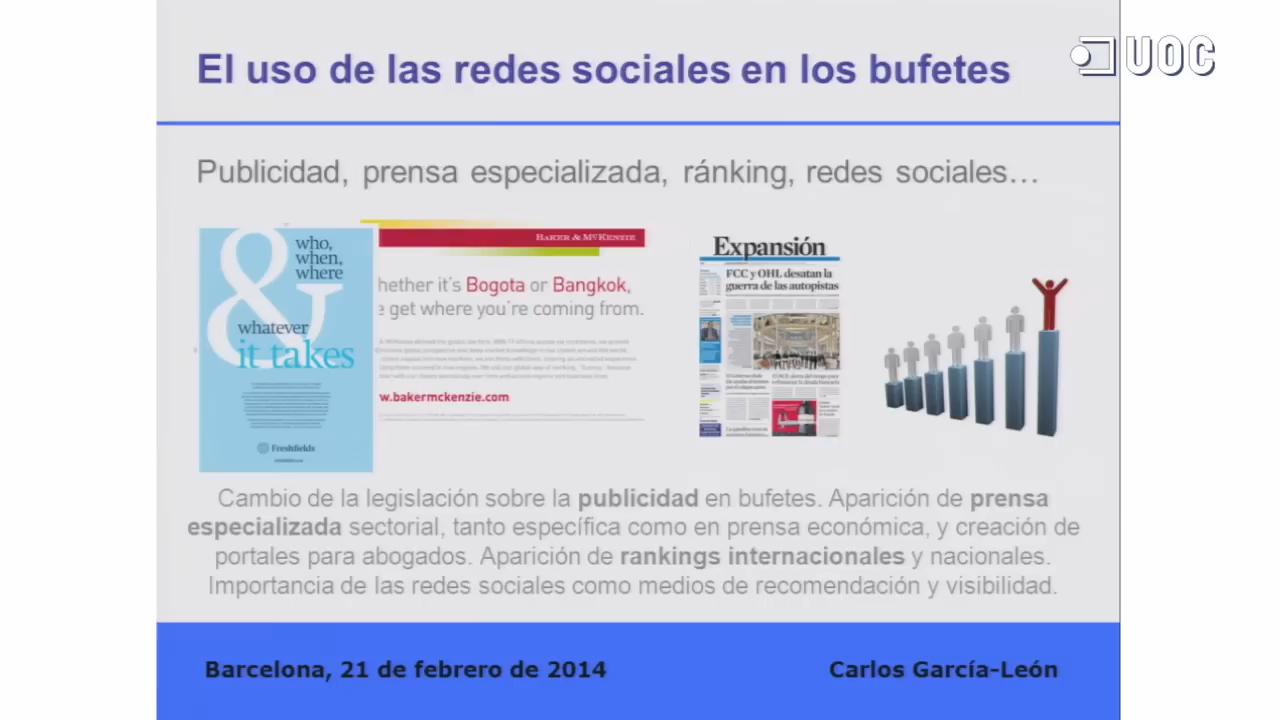 El uso de las redes sociales en los bufetes
UOC
Publicidad, prensa especializada, ránking, redes sociales…
who,
when,
where
&
whatever
it takes
Freshfields
BAKER & MCKENZIE
hether it's Bogota or Bangkok,
e get where you're coming from.
w.bakermckenzie.com
Expansión
FCC y OHL desatan la
guerra de las autopistas
Cambio de la legislación sobre la publicidad en bufetes. Aparición de prensa
especializada sectorial, tanto específica como en prensa económica, y creación de
portales para abogados. Aparición de rankings internacionales y nacionales.
Importancia de las redes sociales como medios de recomendación y visibilidad.
Barcelona, 21 de febrero de 2014
Carlos García-León